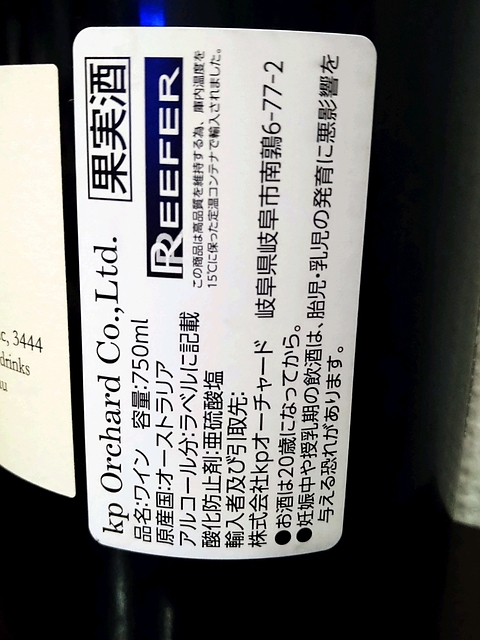 kp Orchard Co.,Ltd. 果実酒
品名:ワイン 容量:750ml
原産国:オーストラリア
アルコール分:ラベルに記載
酸化防止剤:亜硫酸塩
輸入者及び引取先:
株式会社kpオーチャード 岐阜県岐阜市南鶉6-77-2
●お酒は20歳になってから。
●妊娠中や授乳期の飲酒は、胎児・乳児の発育に悪影響を
与える恐れがあります。
REEFER
この商品は高品質を維持する為、庫内温度を
15℃に保った定温コンテナで輸入されました。
c, 3444
drinks
au